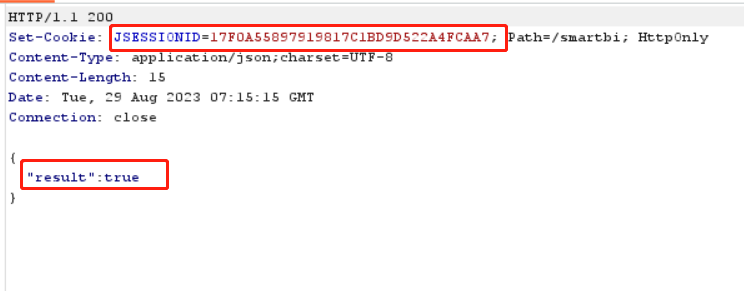 HTTP/1.1 200
Set-Cookie: JSESSIONID=17F0A55897919817C1BD9D522A4FCAA7; Path=/smartbi; HttpOnly
Content-Type: application/json;charset=UTF-8
Content-Length: 15
Date: Tue, 29 Aug 2023 07:15:15 GMT
Connection: close
{
"result":true
}